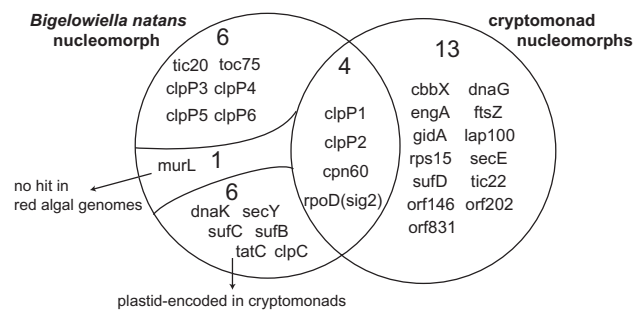 Bigelowiella natans
nucleomorph
cryptomonad
nucleomorphs
6
tic20 toc75
clpP3 clpP4
clpP5 clpP6
1
murL
no hit in
red algal genomes
6
dnaK secY
sufC sufB
tatC clpC
plastid-encoded in cryptomonads
4
clpP1
clpP2
cpn60
rpoD(sig2)
13
cbbX dnaG
engA ftsZ
gidA lap100
rps15 secE
sufD tic22
orf146 orf202
orf831